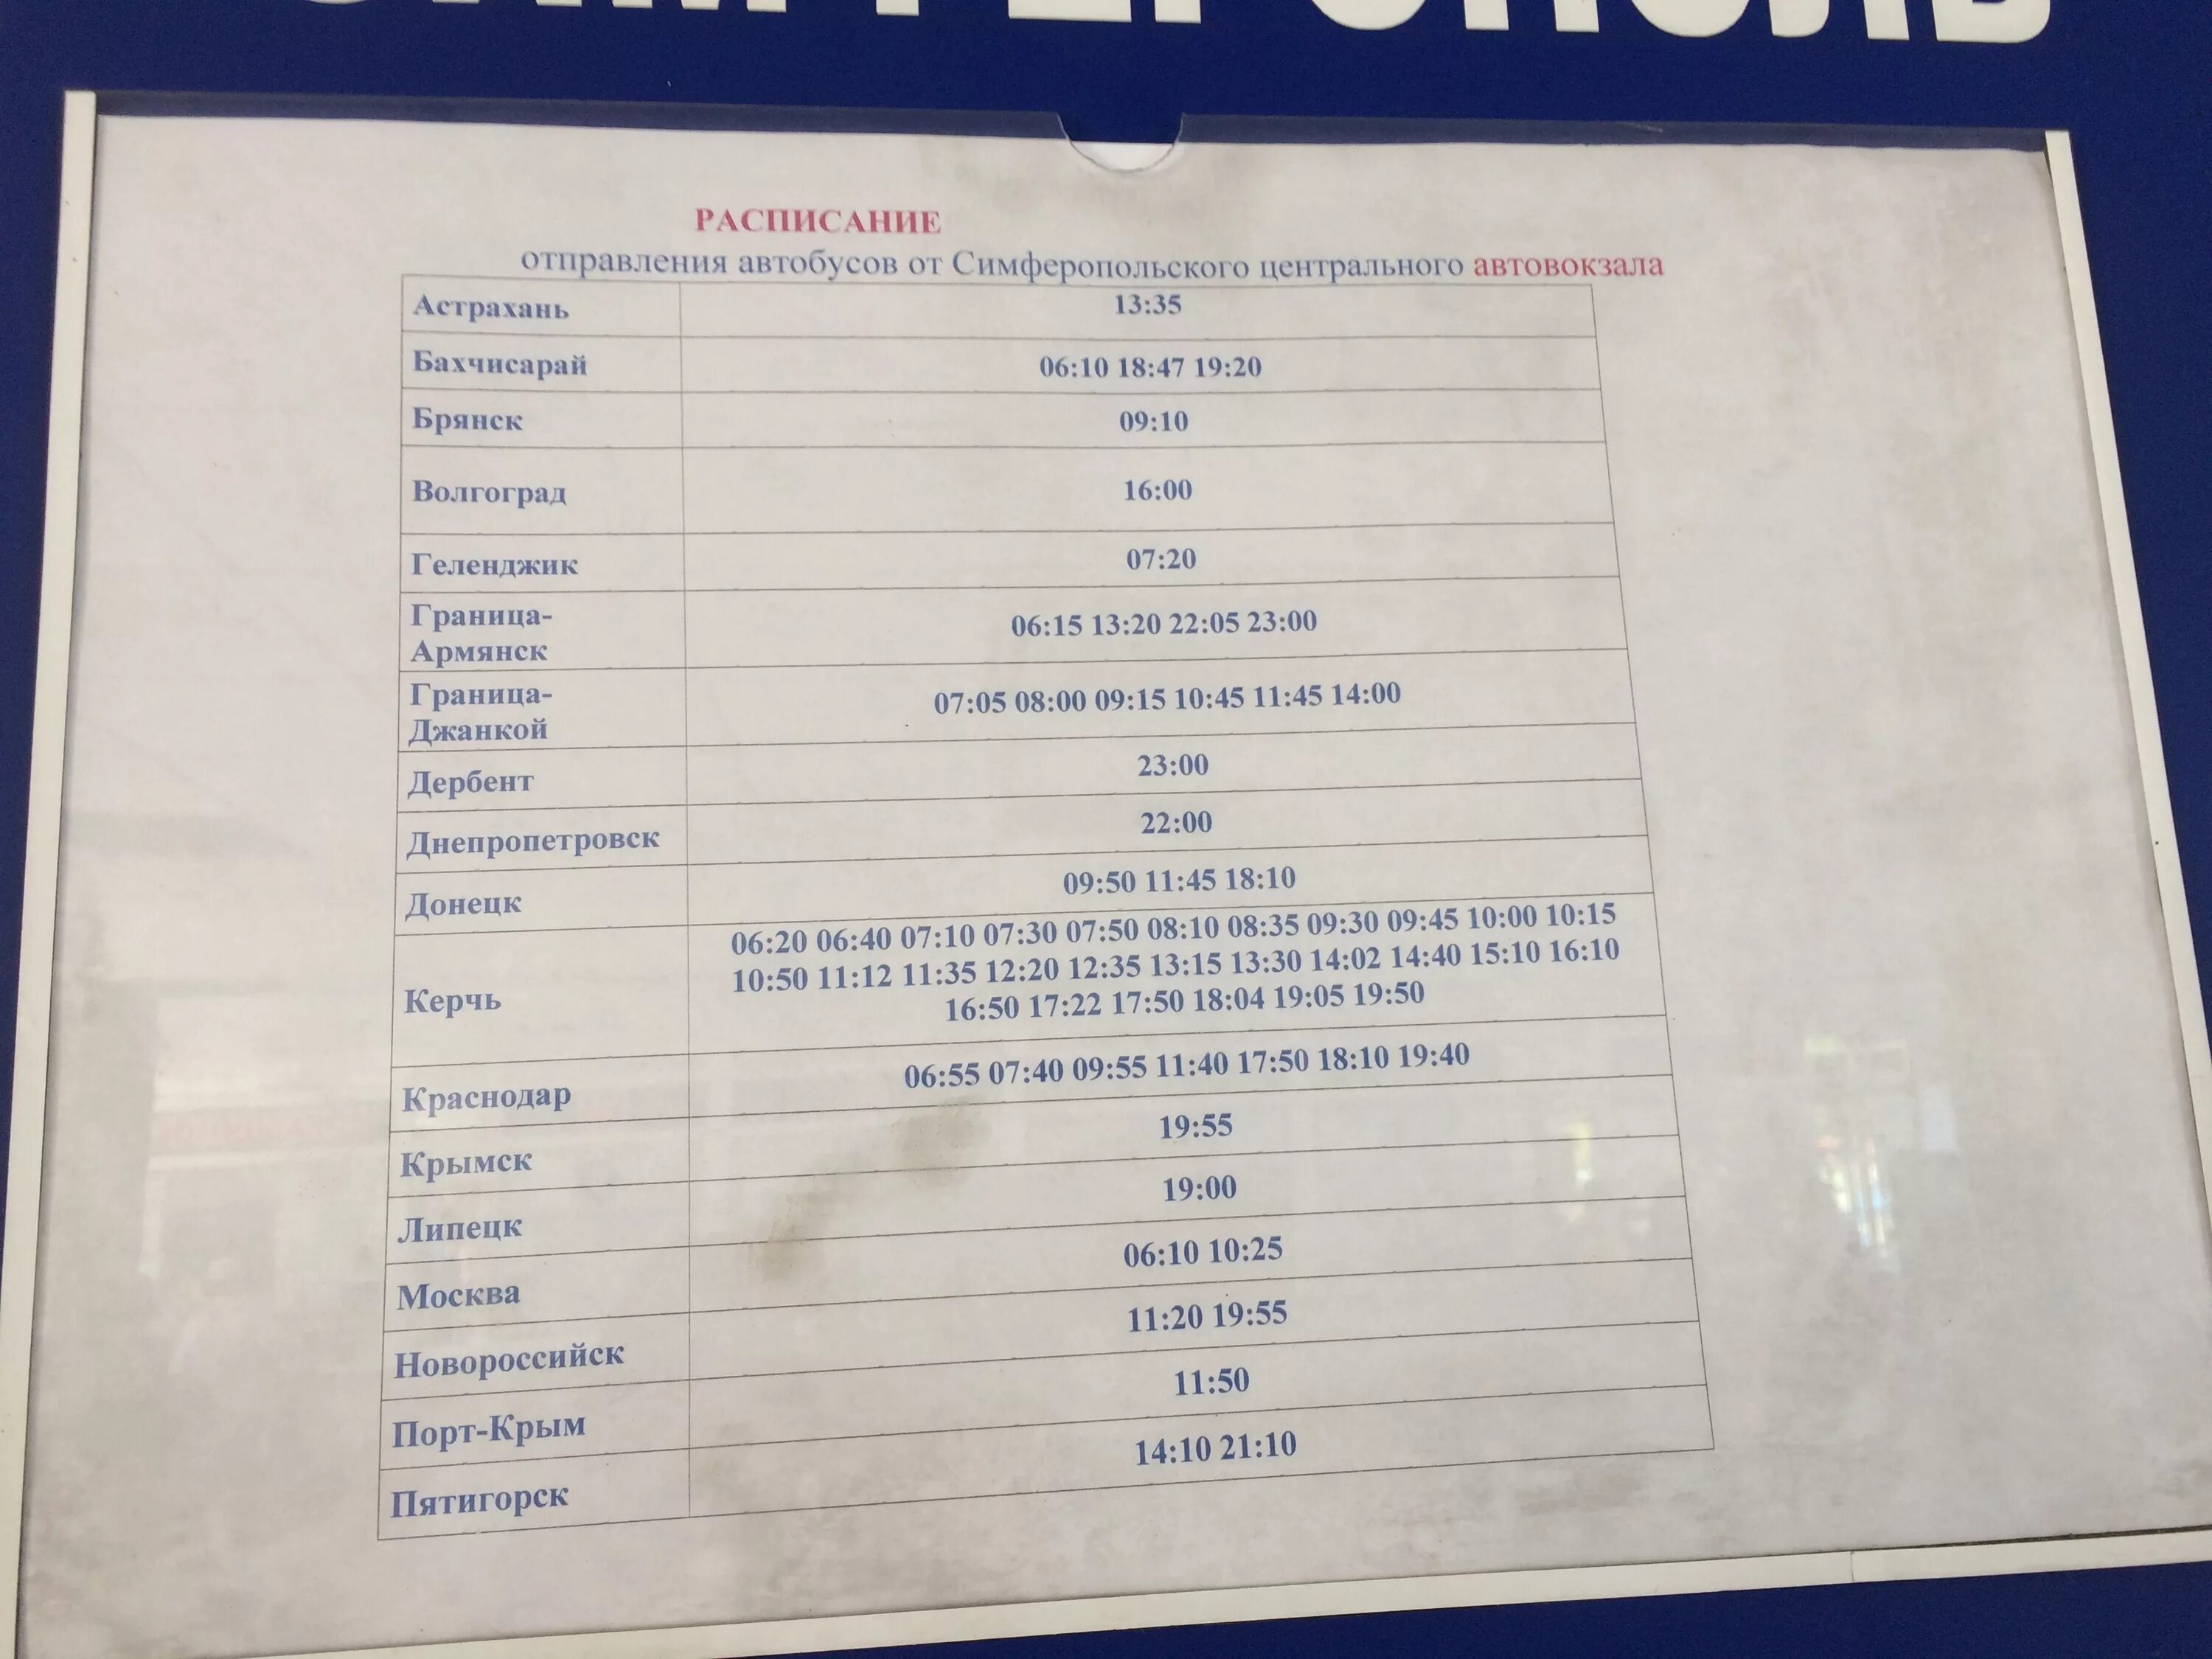 СИМФЕРОПОЛЬ
РАСПИСАНИЕ
отправления автобусов от Симферопольского центрального автовокзала
Астрахань 13:35
Бахчисарай 06:10 18:47 19:20
Брянск 09:10
Волгоград 16:00
Геленджик 07:20
Граница-
Армянск 06:15 13:20 22:05 23:00
Граница-
Джанкой 07:05 08:00 09:15 10:45 11:45 14:00
Дербент 23:00
Днепропетровск 22:00
Донецк 09:50 11:45 18:10
Керчь 06:20 06:40 07:10 07:30 07:50 08:10 08:35 09:30 09:45 10:00 10:15
10:50 11:12 11:35 12:20 12:35 13:15 13:30 14:02 14:40 15:10 16:10
16:50 17:22 17:50 18:04 19:05 19:50
Краснодар 06:55 07:40 09:55 11:40 17:50 18:10 19:40
Крымск 19:55
Липецк 19:00
Москва 06:10 10:25
Новороссийск 11:20 19:55
Порт-Крым 11:50
Пятигорск 14:10 21:10